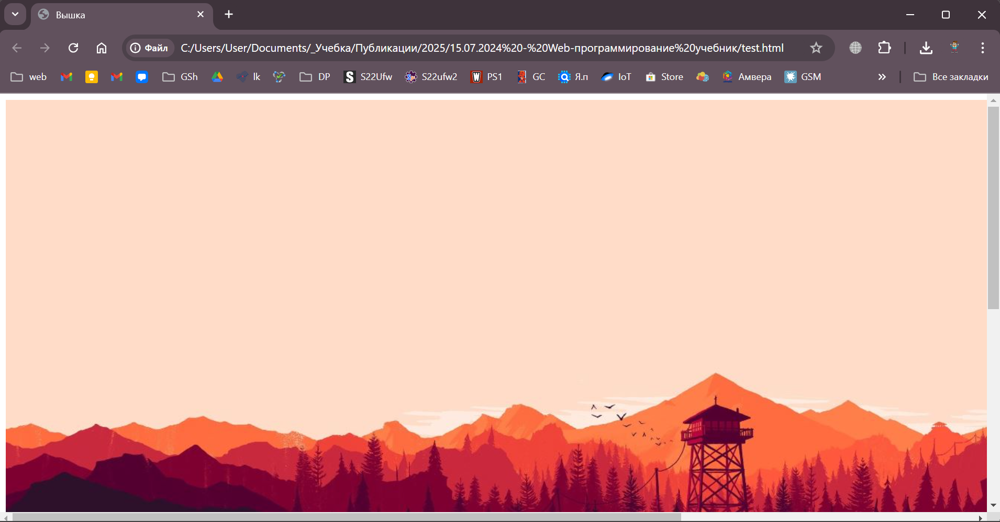 Вышка
Файл C:/Users/User/Documents/_Учебка/Публикации/2025/15.07.2024%20-%20Web-программирование%20учебник/test.html
web GSh lk DP S22Ufw S22ufw2 PS1 GC Я.п IoT Store Амвера GSM Все закладки